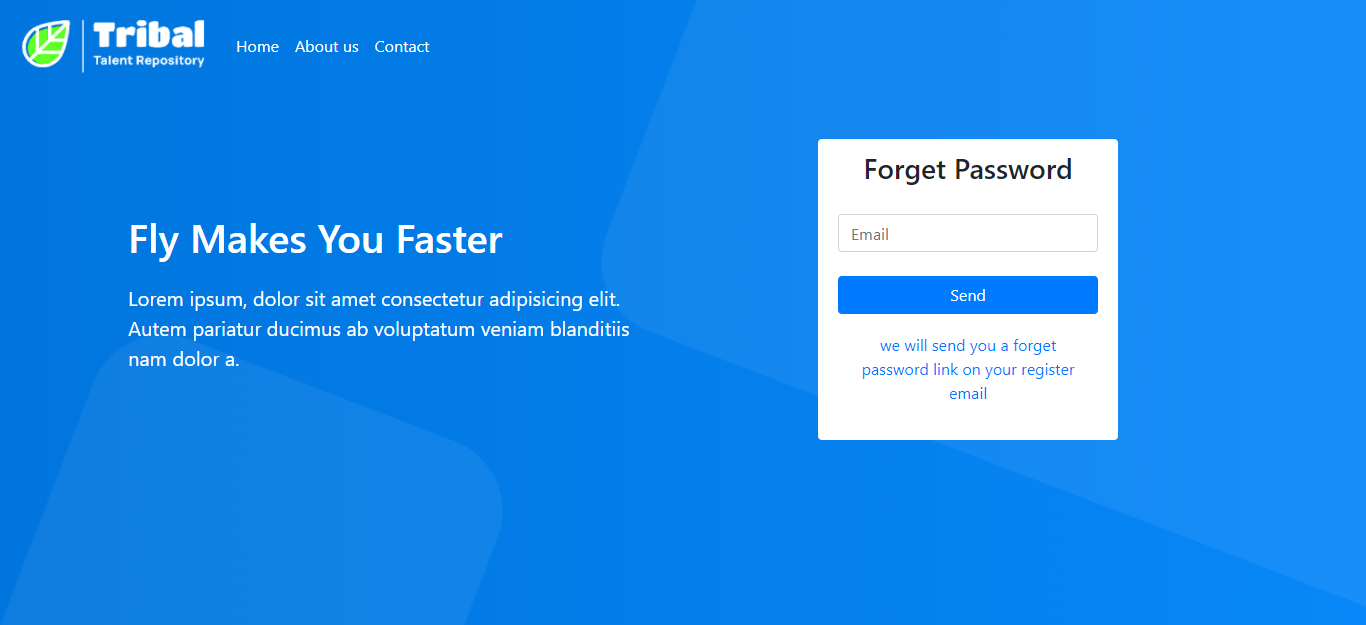 Tribal
Talent Repository
Home About us Contact
Fly Makes You Faster
Lorem ipsum, dolor sit amet consectetur adipisicing elit.
Autem pariatur ducimus ab voluptatum veniam blanditiis
nam dolor a.
Forget Password
Email
Send
we will send you a forget
password link on your register
email